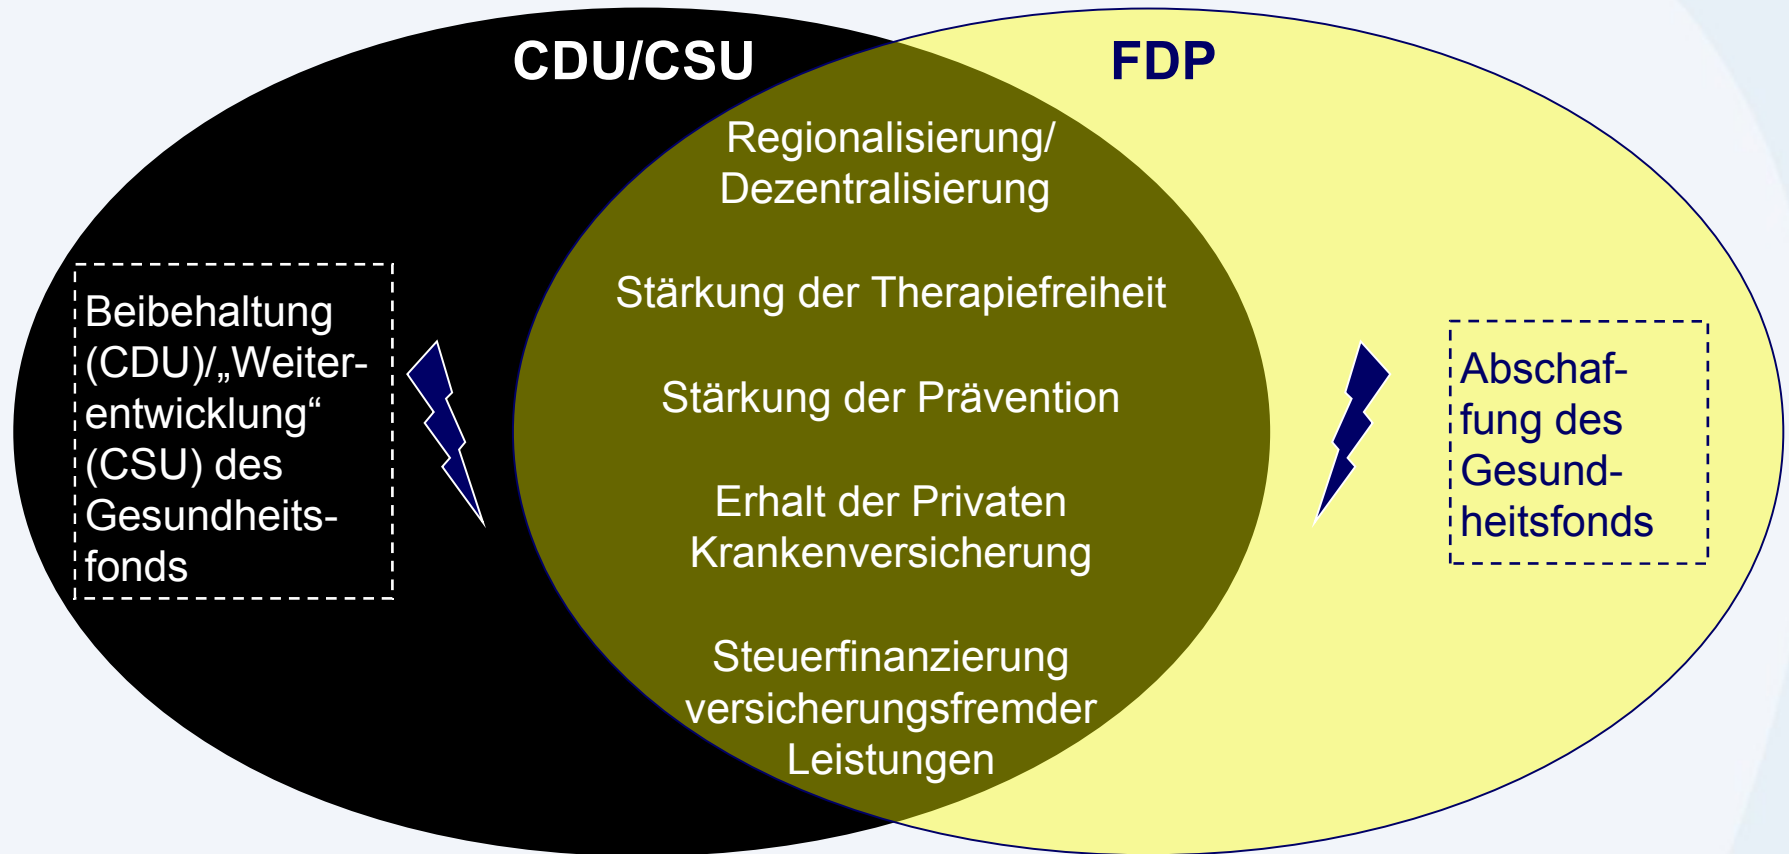 CDU/CSU
FDP
Regionalisierung/
Dezentralisierung
Stärkung der Therapiefreiheit
Stärkung der Prävention
Erhalt der Privaten
Krankenversicherung
Steuerfinanzierung
versicherungsfremder
Leistungen
Beibehaltung
(CDU)/„Weiter-
entwicklung“
(CSU) des
Gesundheits-
fonds
Abschaf-
fung des
Gesund-
heitsfonds